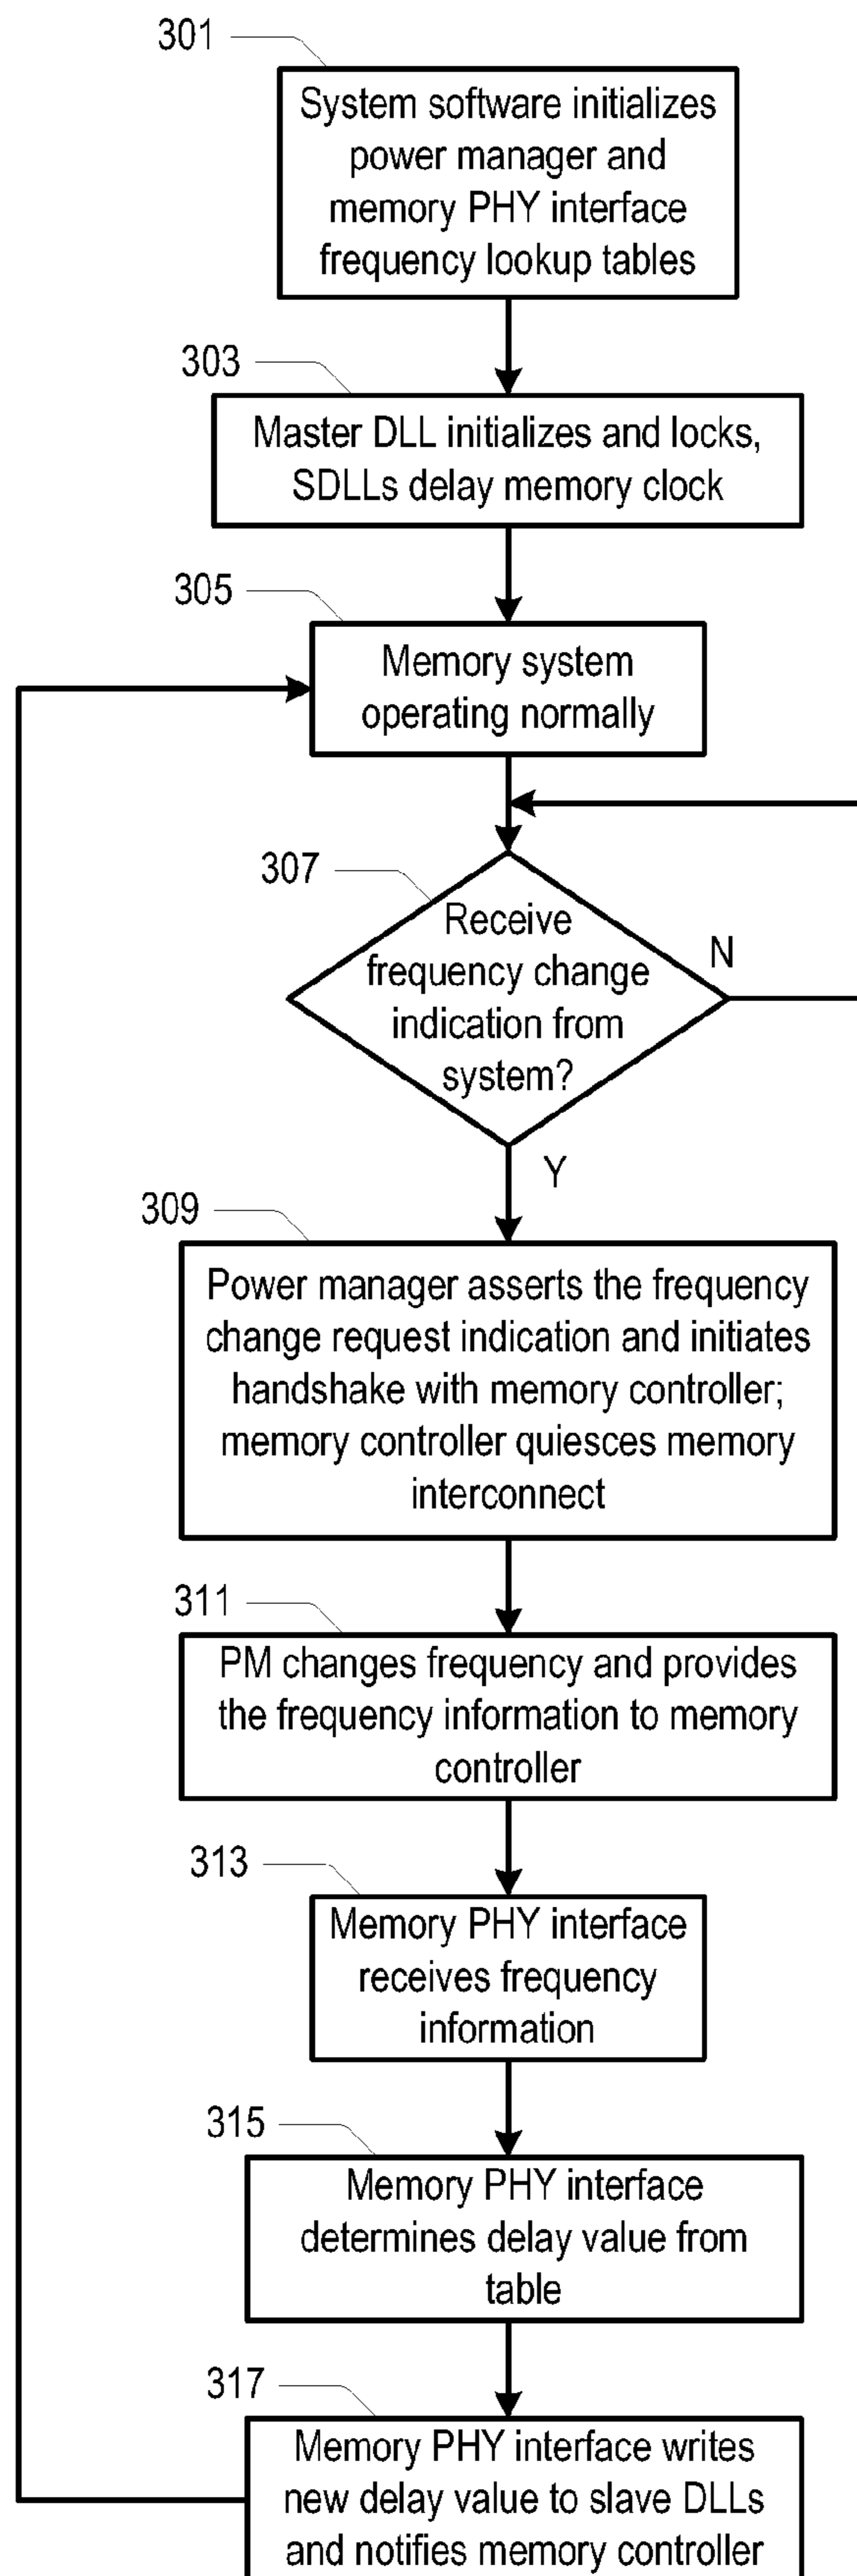 301
System software initializes
power manager and
memory PHY interface
frequency lookup tables
303
Master DLL initializes and locks,
SDLLs delay memory clock
305
Memory system
operating normally
307
Receive
frequency change
indication from
system?
N
Y
309
Power manager asserts the frequency
change request indication and initiates
handshake with memory controller;
memory controller quiesces memory
interconnect
311
PM changes frequency and provides
the frequency information to memory
controller
313
Memory PHY interface
receives frequency
information
315
Memory PHY interface
determines delay value from
table
317
Memory PHY interface writes
new delay value to slave DLLs
and notifies memory controller